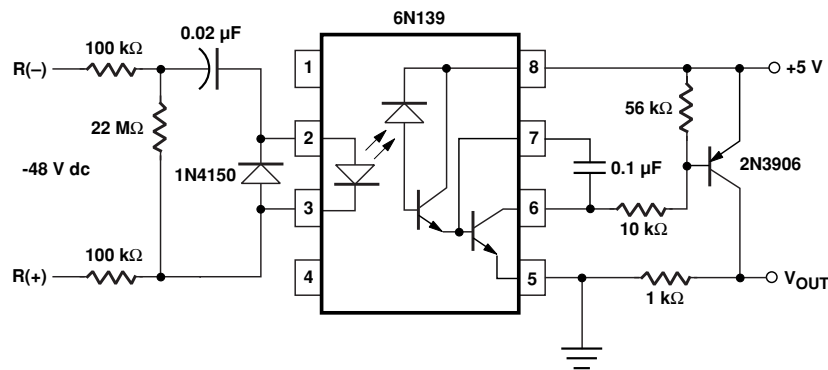 6N139
R(–)
100 kΩ
0.02 µF
22 MΩ
-48 V dc
1N4150
R(+)
100 kΩ
1
2
3
4
8
7
6
5
+5 V
56 kΩ
2N3906
0.1 µF
10 kΩ
1 kΩ
VOUT